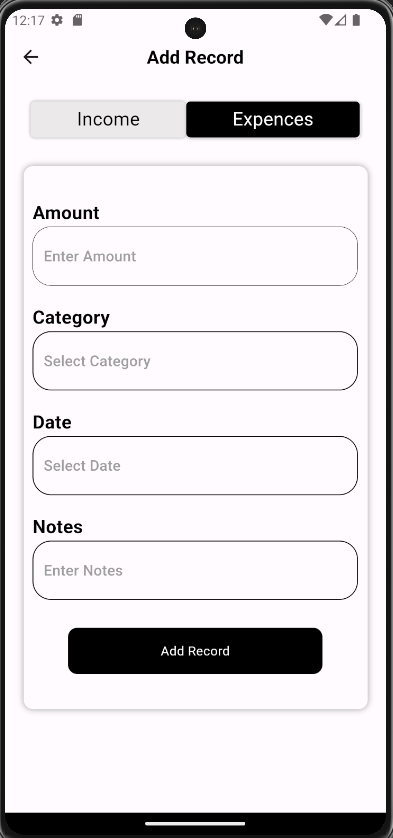 12:17
Add Record
Income Expences
Amount
Enter Amount
Category
Select Category
Date
Select Date
Notes
Enter Notes
Add Record